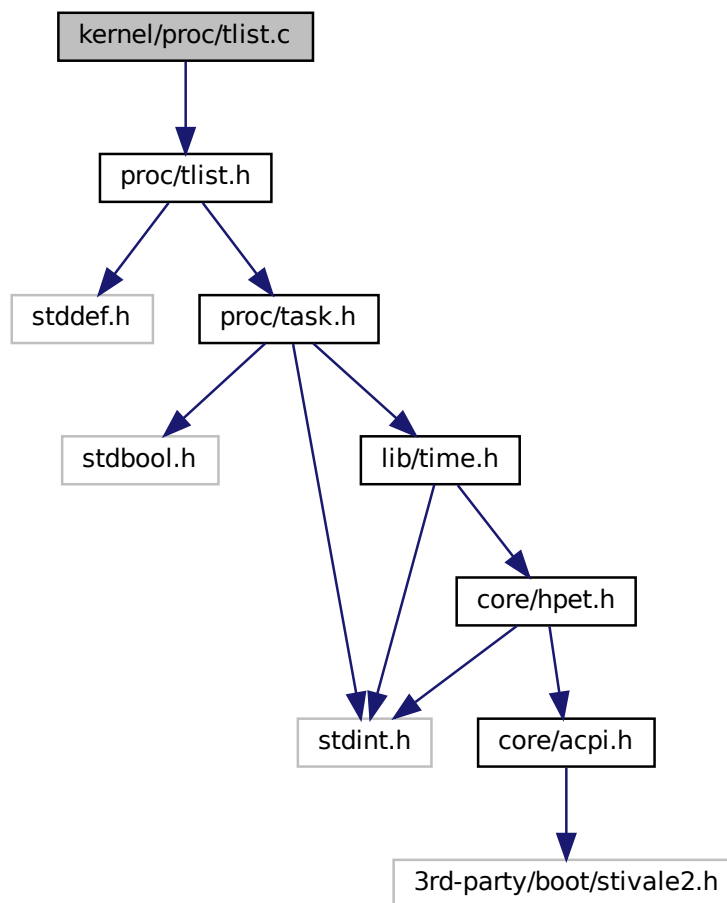 kernel/proc/tlist.c
proc/tlist.h
stddef.h
proc/task.h
stdbool.h
lib/time.h
core/hpet.h
stdint.h
core/acpi.h
3rd-party/boot/stivale2.h